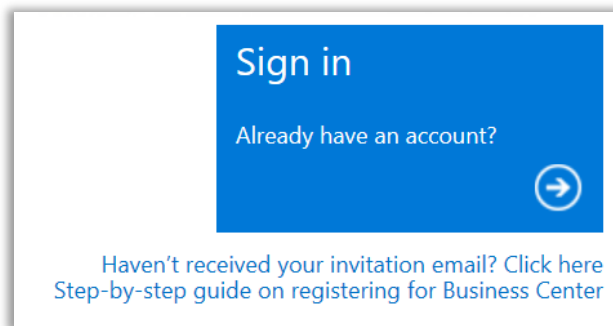 Sign in
Already have an account?
Haven’t received your invitation email? Click here
Step-by-step guide on registering for Business Center